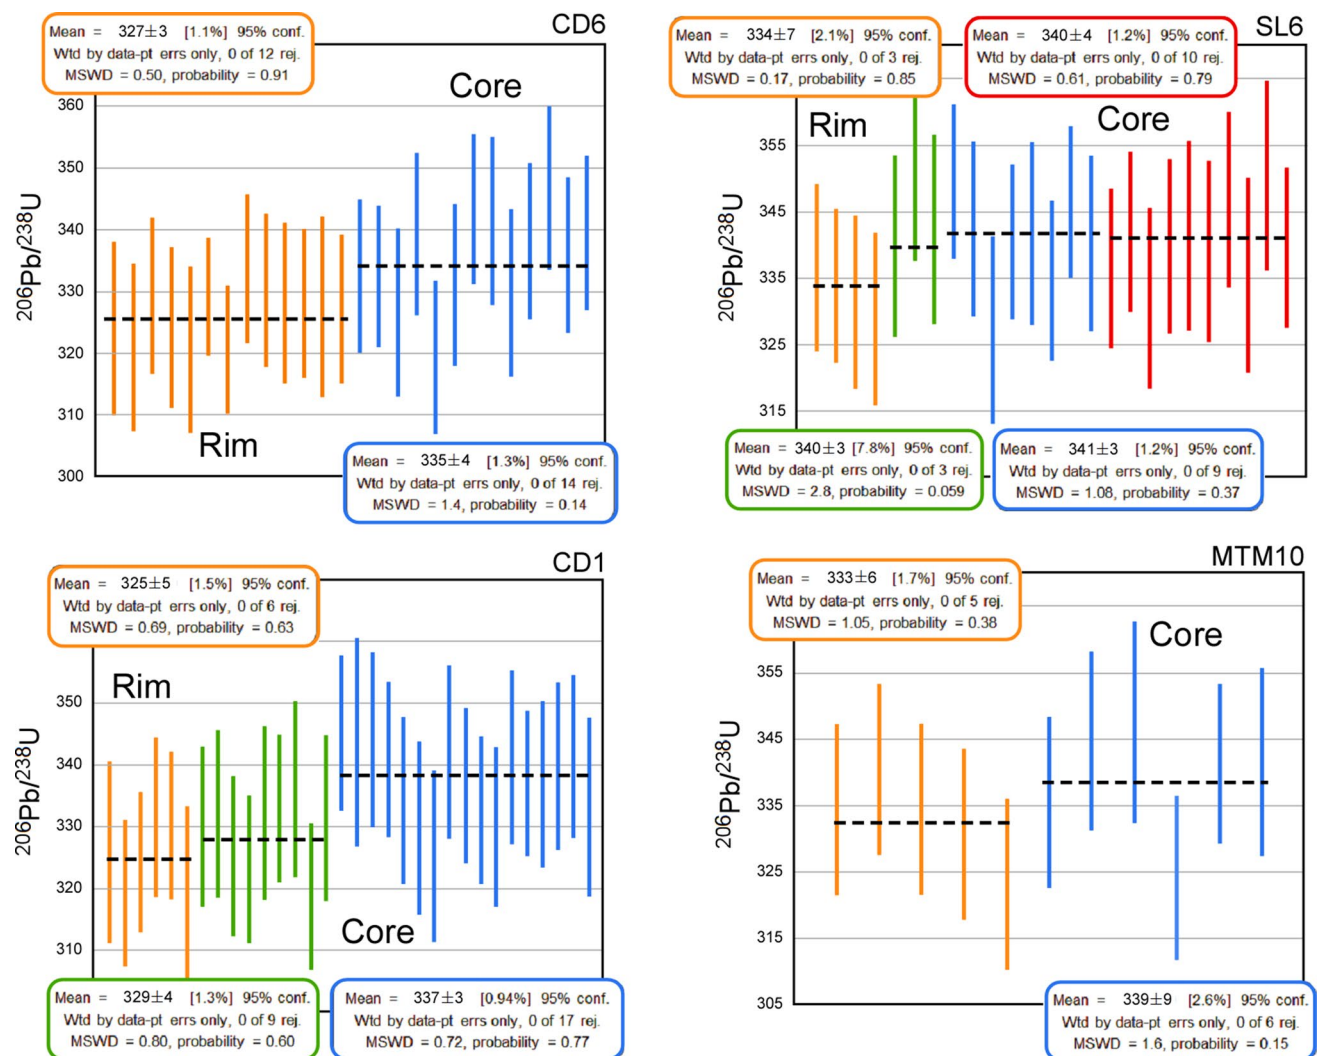 CD6
Mean = 327±3 [1.1%] 95% conf.
Wtd by data-pt errs only, 0 of 12 rej.
MSWD = 0.50, probability = 0.91
Core
360
350
340
330
320
310
300
206Pb/238U
Rim
Mean = 335±4 [1.3%] 95% conf.
Wtd by data-pt errs only, 0 of 14 rej.
MSWD = 1.4, probability = 0.14
SL6
Mean = 334±7 [2.1%] 95% conf.
Wtd by data-pt errs only, 0 of 3 rej.
MSWD = 0.17, probability = 0.85
Mean = 340±4 [1.2%] 95% conf.
Wtd by data-pt errs only, 0 of 10 rej.
MSWD = 0.61, probability = 0.79
Rim
Core
355
345
335
325
315
206Pb/238U
Mean = 340±3 [7.8%] 95% conf.
Wtd by data-pt errs only, 0 of 3 rej.
MSWD = 2.8, probability = 0.059
Mean = 341±3 [1.2%] 95% conf.
Wtd by data-pt errs only, 0 of 9 rej.
MSWD = 1.08, probability = 0.37
CD1
Mean = 325±5 [1.5%] 95% conf.
Wtd by data-pt errs only, 0 of 6 rej.
MSWD = 0.69, probability = 0.63
Rim
350
340
330
320
310
206Pb/238U
Core
Mean = 329±4 [1.3%] 95% conf.
Wtd by data-pt errs only, 0 of 9 rej.
MSWD = 0.80, probability = 0.60
Mean = 337±3 [0.94%] 95% conf.
Wtd by data-pt errs only, 0 of 17 rej.
MSWD = 0.72, probability = 0.77
MTM10
Mean = 333±6 [1.7%] 95% conf.
Wtd by data-pt errs only, 0 of 5 rej.
MSWD = 1.05, probability = 0.38
Core
355
345
335
325
315
305
206Pb/238U
Mean = 339±9 [2.6%] 95% conf.
Wtd by data-pt errs only, 0 of 6 rej.
MSWD = 1.6, probability = 0.15